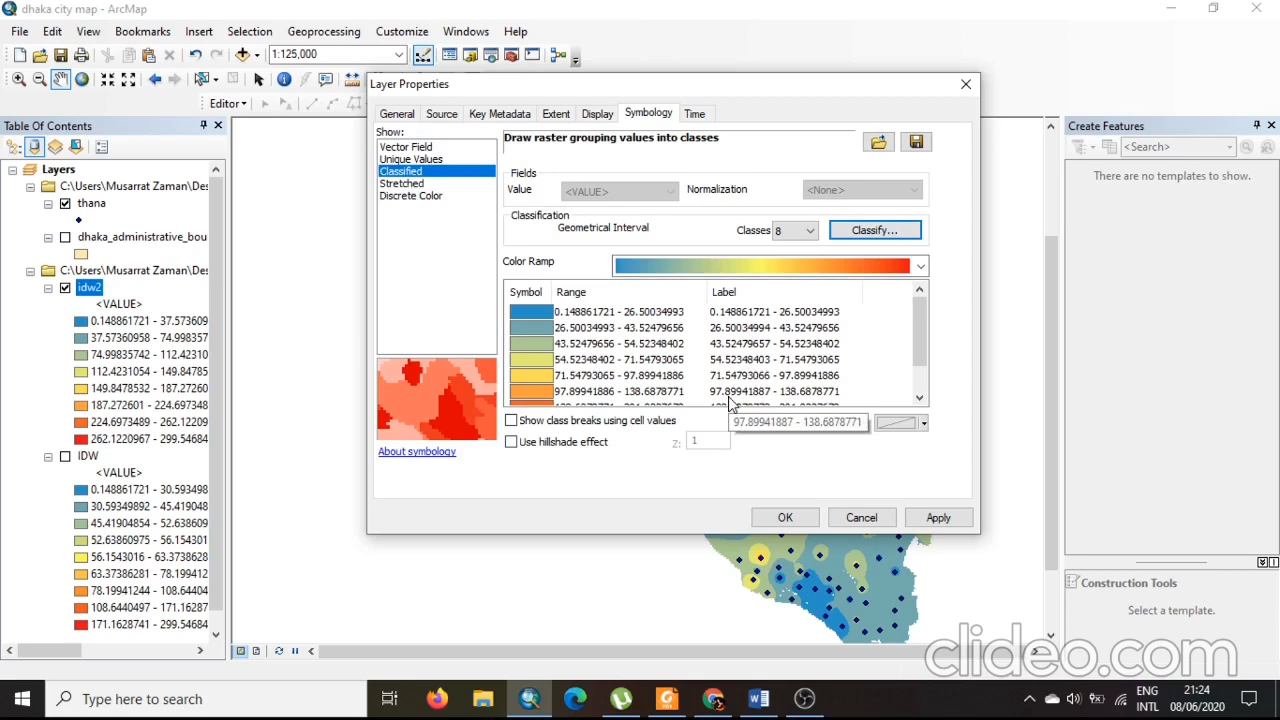 dhaka city map - ArcMap
File Edit View Bookmarks Insert Selection Geoprocessing Customize Windows Help
1:125,000
Editor
Table Of Contents
Layers
C:\Users\Musarrat Zaman/Des
thana
dhaka_administrative_bou
C:\Users\Musarrat Zaman/Des
idw2
<VALUE>
0.148861721 - 37.573609
37.57360958 - 74.998357
74.99835742 - 112.42310
112.4231054 - 149.84785
149.8478532 - 187.27260
187.272601 - 224.697348
224.6973489 - 262.12209
262.1220967 - 299.54684
IDW
<VALUE>
0.148861721 - 30.593498
30.59349892 - 45.419048
45.41904854 - 52.638609
52.63860975 - 56.154301
56.1543016 - 63.3738628
63.37386281 - 78.199412
78.19941244 - 108.64404
108.6440497 - 171.16287
171.1628741 - 299.54684
Layer Properties
General Source Key Metadata Extent Display Symbology Time
Show:
Vector Field
Unique Values
Classified
Stretched
Discrete Color
About symbology
Draw raster grouping values into classes
Fields
Value <VALUE> Normalization <None>
Classification
Geometrical Interval Classes 8 Classify...
Color Ramp
Symbol Range Label
0.148861721 - 26.50034993 0.148861721 - 26.50034993
26.50034993 - 43.52479656 26.50034994 - 43.52479656
43.52479656 - 54.52348402 43.52479657 - 54.52348402
54.52348402 - 71.54793065 54.52348403 - 71.54793065
71.54793065 - 97.89941886 71.54793066 - 97.89941886
97.89941886 - 138.6878771 97.89941887 - 138.6878771
Show class breaks using cell values
97.89941887 - 138.6878771
Use hillshade effect Z: 1
OK Cancel Apply
Create Features
<Search>
There are no templates to show.
Construction Tools
Select a template.
clideo.com
Type here to search
ENG
INTL
21:24
08/06/2020